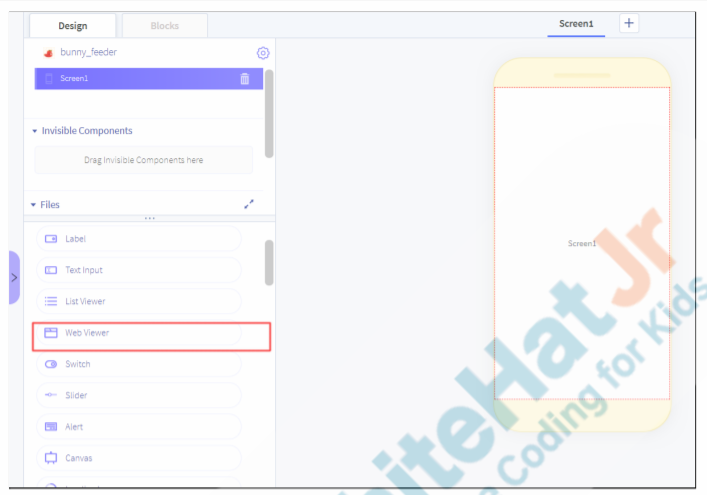 Design Blocks Screen1 +
bunny_feeder
Screen1
Invisible Components
Drag Invisible Components here
Files
Label
Text Input
Screen1
List Viewer
Web Viewer
Switch
Slider
Alert
Canvas
iteHat Jr
Coding for Kids